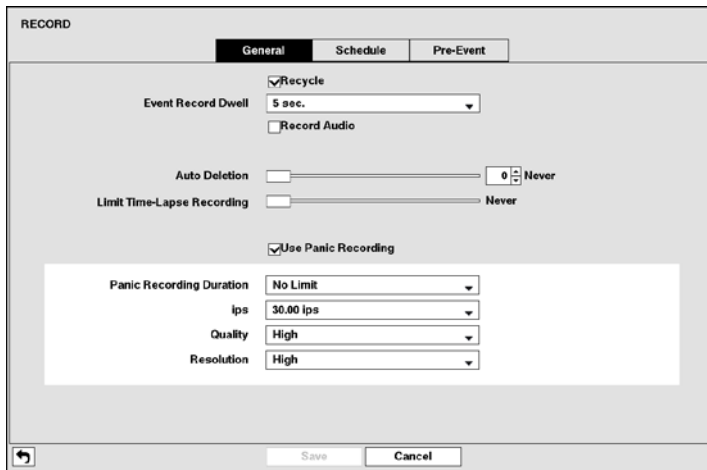 RECORD
General Schedule Pre-Event
Recycle
Event Record Dwell 5 sec.
Record Audio
Auto Deletion 0 Never
Limit Time-Lapse Recording Never
Use Panic Recording
Panic Recording Duration No Limit
ips 30.00 ips
Quality High
Resolution High
Save Cancel